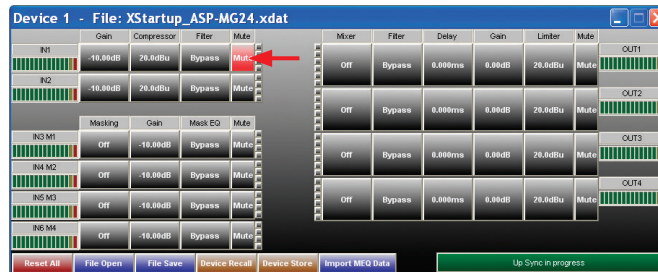 Device 1 - File: XStartup_ASP-MG24.xdat
Gain Compressor Filter Mute
IN1 -10.00dB 20.0dBu Bypass Mute
IN2 -10.00dB 20.0dBu Bypass Mute
Masking Gain Mask EQ Mute
IN3 M1 Off -10.00dB Bypass Mute
IN4 M2 Off -10.00dB Bypass Mute
IN5 M3 Off -10.00dB Bypass Mute
IN6 M4 Off -10.00dB Bypass Mute
Mixer Filter Delay Gain Limiter Mute
Off Bypass 0.000ms 0.00dB 20.0dBu Mute OUT1
Off Bypass 0.000ms 0.00dB 20.0dBu Mute OUT2
Off Bypass 0.000ms 0.00dB 20.0dBu Mute OUT3
Off Bypass 0.000ms 0.00dB 20.0dBu Mute OUT4
Reset All File Open File Save Device Recall Device Store Import MEQ Data Up Sync in progress